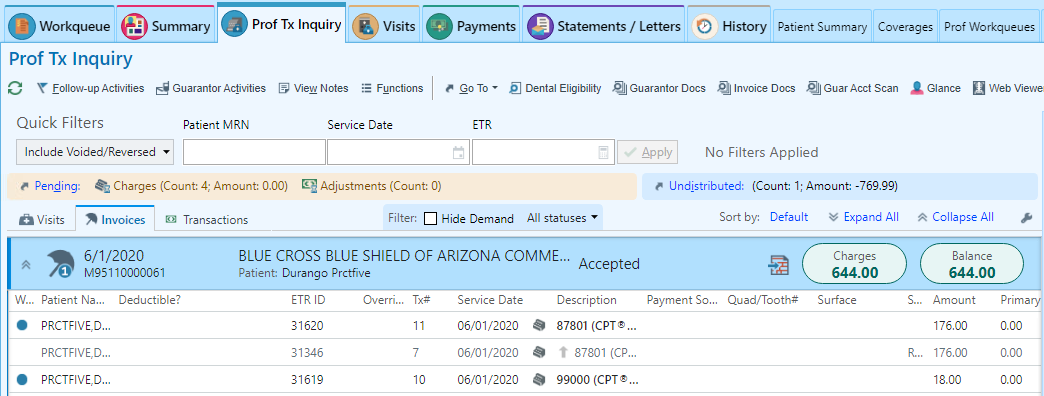 Workqueue Summary Prof Tx Inquiry Visits Payments Statements / Letters History Patient Summary Coverages Prof Workqueues
Prof Tx Inquiry
Follow-up Activities Guarantor Activities View Notes Functions Go To Dental Eligibility Guarantor Docs Invoice Docs Guar Acct Scan Glance Web Viewe
Quick Filters Patient MRN Service Date ETR
Include Voided/Reversed Apply No Filters Applied
Pending: Charges (Count: 4; Amount: 0.00) Adjustments (Count: 0) Undistributed: (Count: 1; Amount: -769.99)
Visits Invoices Transactions Filter: Hide Demand All statuses Sort by: Default Expand All Collapse All
6/1/2020 BLUE CROSS BLUE SHIELD OF ARIZONA COMME... Accepted Charges Balance
1 M95110000061 Patient: Durango Prctfive 644.00 644.00
W... Patient Na... Deductible? ETR ID Overri... Tx# Service Date Description Payment So... Quad/Tooth# Surface S... Amount Primary
PRCTFIVE,D... 31620 11 06/01/2020 87801 (CPT®... 176.00 0.00
PRCTFIVE,D... 31346 7 06/01/2020 87801 (CP... R... 176.00 0.00
PRCTFIVE,D... 31619 10 06/01/2020 99000 (CPT®... 18.00 0.00